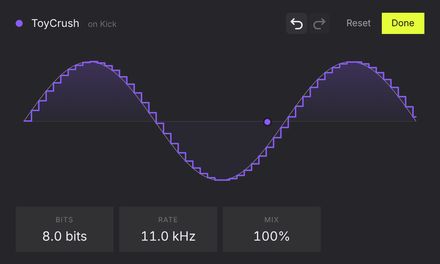 ToyCrush on Kick Reset Done
BITS RATE MIX
8.0 bits 11.0 kHz 100%